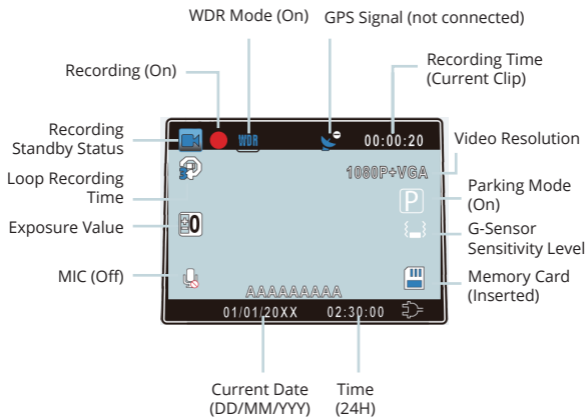 WDR Mode (On)
GPS Signal (not connected)
Recording (On)
Recording Time
(Current Clip)
WDR
00:00:20
Recording
Standby Status
Video Resolution
1080P+VGA
Loop Recording
Time
3
Parking Mode
(On)
P
Exposure Value
0
G-Sensor
Sensitivity Level
MIC (Off)
Memory Card
(Inserted)
AAAAAAAAA
01/01/20XX
02:30:00
Current Date
(DD/MM/YYY)
Time
(24H)